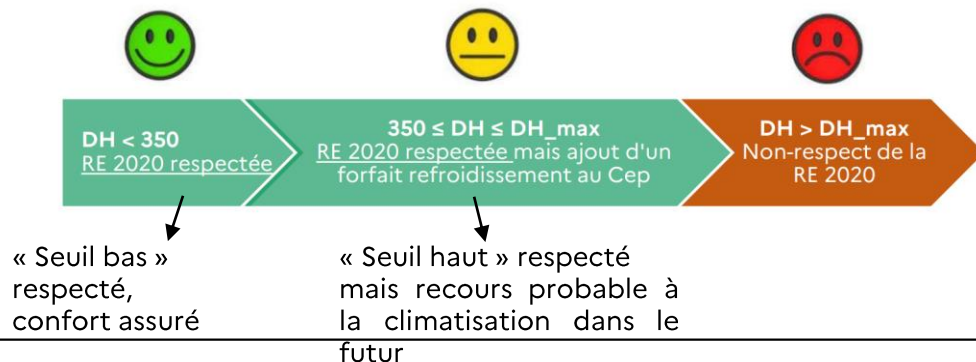 DH < 350
RE 2020 respectée
350 ≤ DH ≤ DH_max
RE 2020 respectée mais ajout d'un
forfait refroidissement au Cep
DH > DH_max
Non-respect de la
RE 2020
« Seuil bas »
respecté,
confort assuré
« Seuil haut » respecté
mais recours probable à
la climatisation dans le
futur